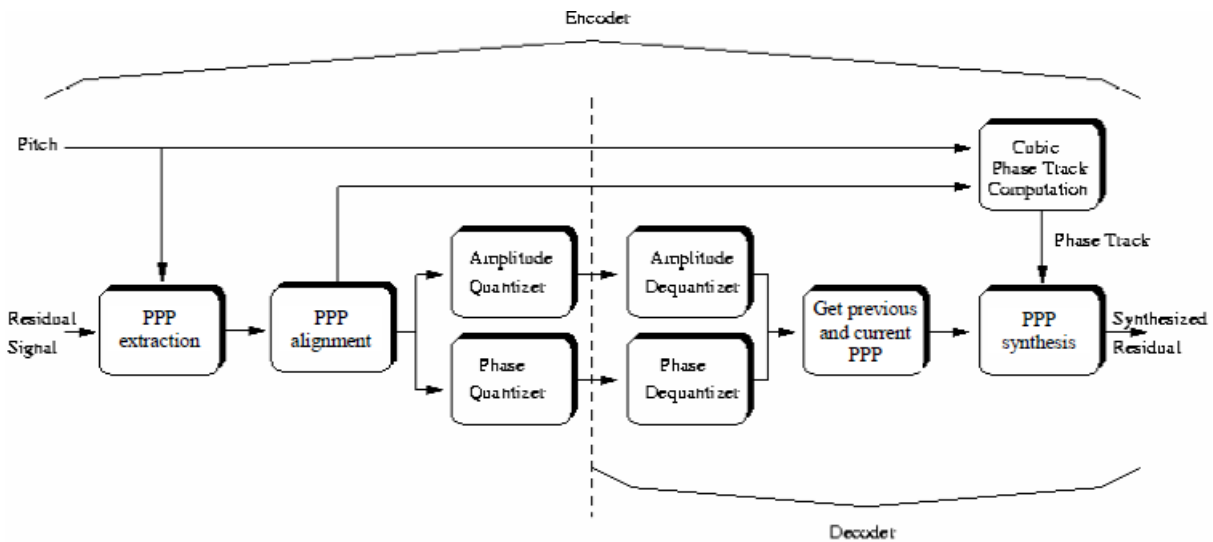 Encoder
Pitch
Cubic
Phase Track
Computation
Phase Track
Amplitude
Quantizer
Amplitude
Dequantizer
Residual
Signal
PPP
extraction
PPP
alignment
Get previous
and current
PPP
PPP
synthesis
Synthesized
Residual
Phase
Quantizer
Phase
Dequantizer
Decoder